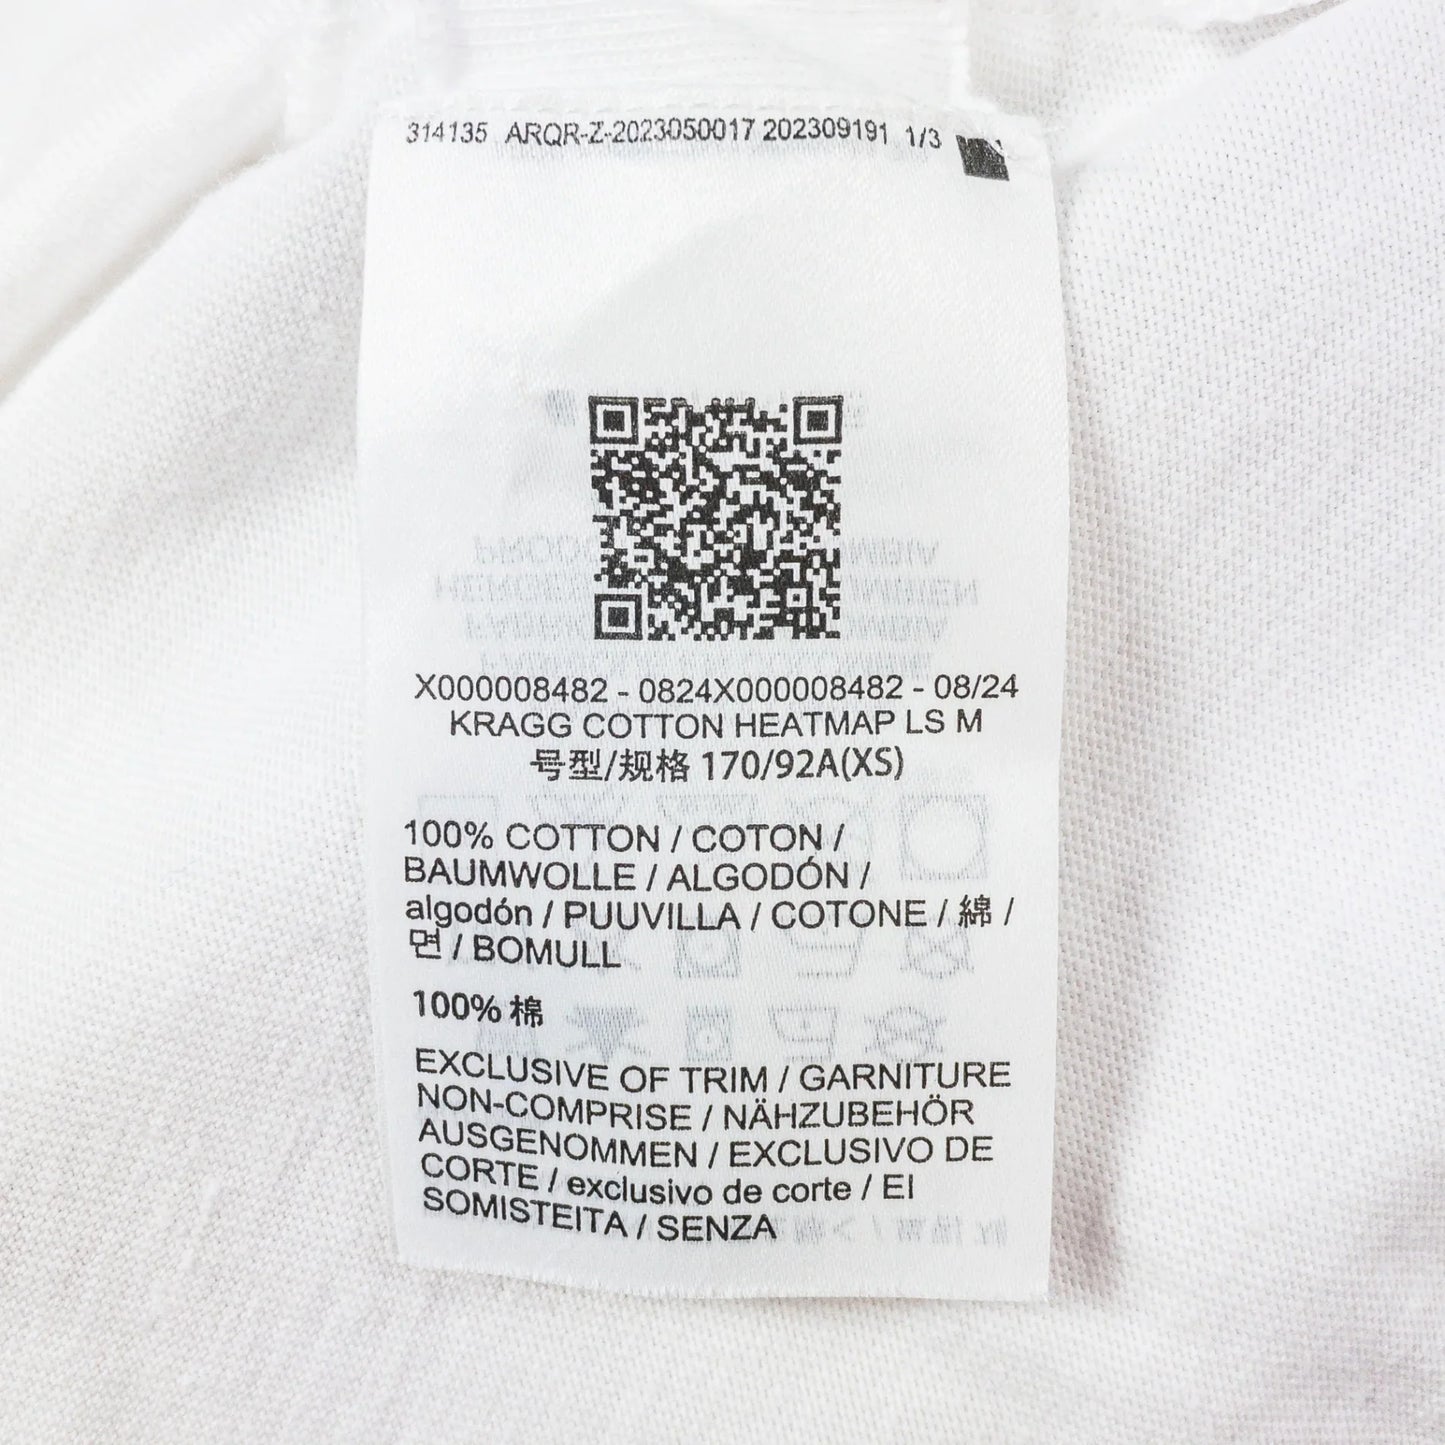 314135 ARQR-Z-2023050017 202309191 1/3
X000008482 - 0824X000008482 - 08/24
KRAGG COTTON HEATMAP LS M
号型/规格 170/92A(XS)
100% COTTON / COTON /
BAUMWOLLE / ALGODÓN /
algodón / PUUVILLA / COTONE / 綿 /
면 / BOMULL
100% 棉
EXCLUSIVE OF TRIM / GARNITURE
NON-COMPRISE / NÄHZUBEHÖR
AUSGENOMMEN / EXCLUSIVO DE
CORTE / exclusivo de corte / EI
SOMISTEITA / SENZA